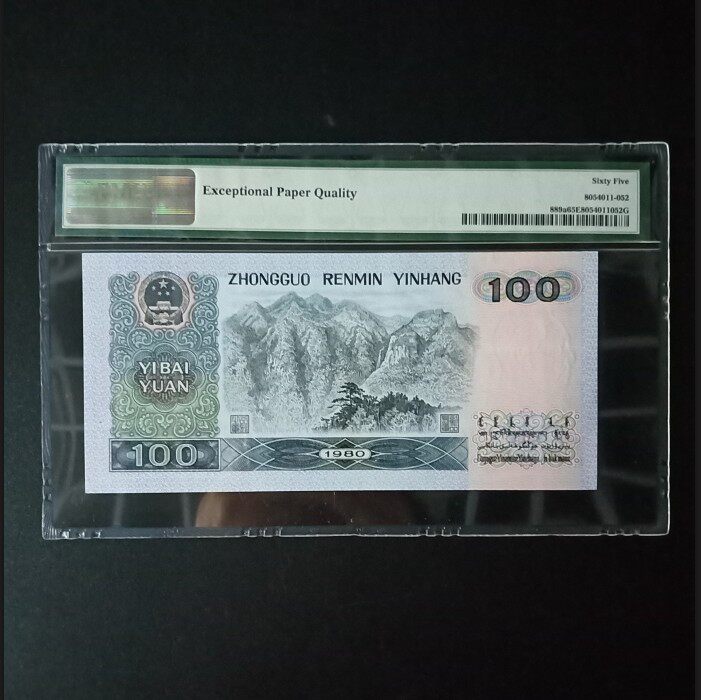 Exceptional Paper Quality
Sixty Five
8054011-052
889a65E8054011052G
ZHONGGUO RENMIN YINHANG
100
YIBAI
YUAN
100
1980